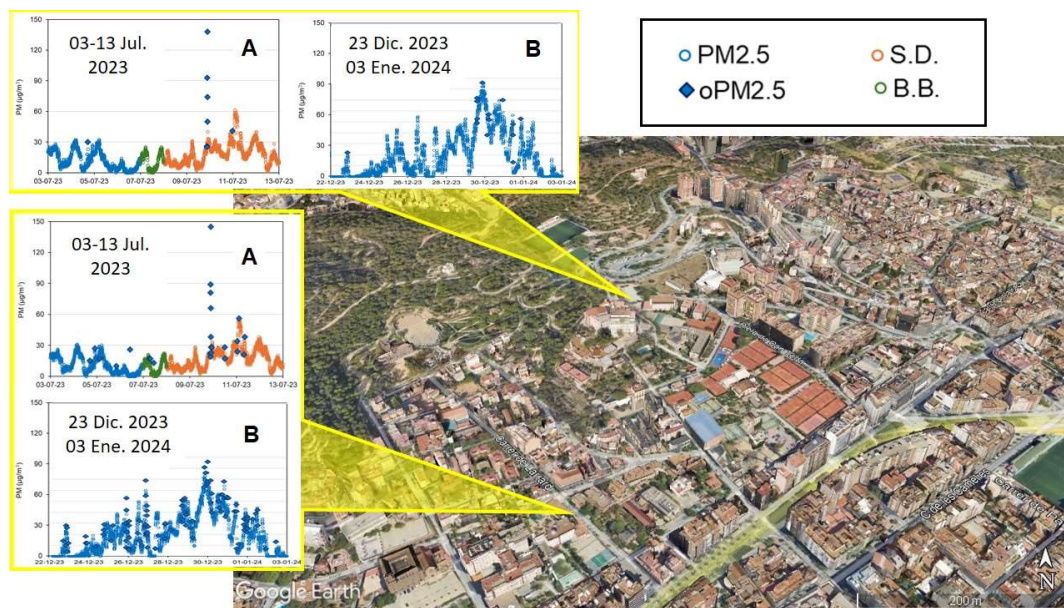 03-13 Jul.
2023
A
PM (µg/m³)
150
120
90
60
30
0
03-07-23 05-07-23 07-07-23 09-07-23 11-07-23 13-07-23
23 Dic. 2023
03 Ene. 2024
B
PM (µg/m³)
150
120
90
60
30
0
22-12-23 24-12-23 26-12-23 28-12-23 30-12-23 01-01-24 03-01-24
PM2.5
S.D.
oPM2.5
B.B.
03-13 Jul.
2023
A
PM (µg/m³)
150
120
90
60
30
0
03-07-23 05-07-23 07-07-23 09-07-23 11-07-23 13-07-23
23 Dic. 2023
03 Ene. 2024
B
PM (µg/m³)
150
120
90
60
30
0
22-12-23 24-12-23 26-12-23 28-12-23 30-12-23 01-01-24 03-01-24
Google Earth
N
200 m